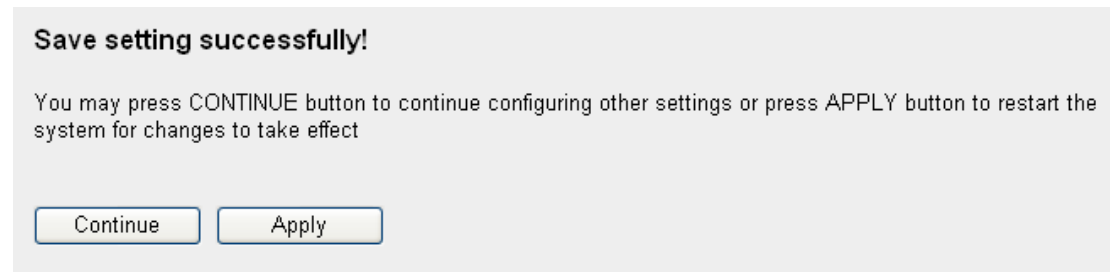 Save setting successfully!
You may press CONTINUE button to continue configuring other settings or press APPLY button to restart the
system for changes to take effect
Continue
Apply